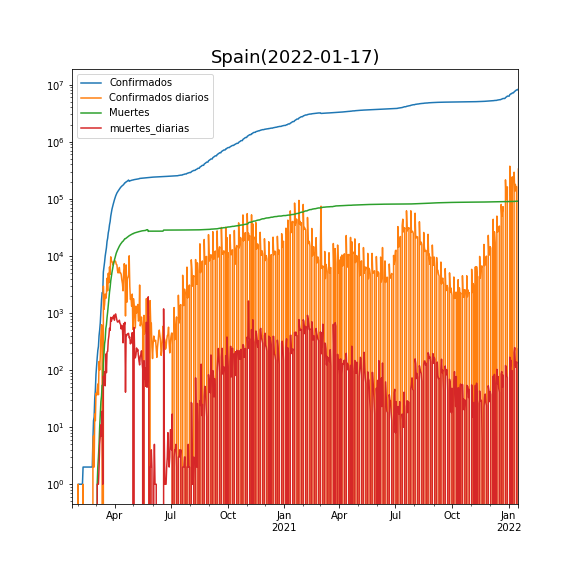 Spain(2022-01-17)
Confirmados
Confirmados diarios
Muertes
muertes_diarias
10⁷
10⁶
10⁵
10⁴
10³
10²
10¹
10⁰
Apr Jul Oct Jan Apr Jul Oct Jan
2021 2022